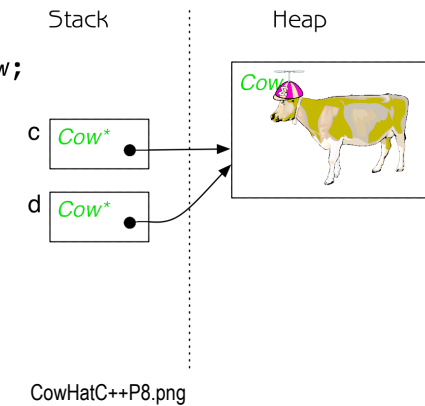 Stack Heap
w;
Cow
c Cow*
d Cow*
CowHatC++P8.png